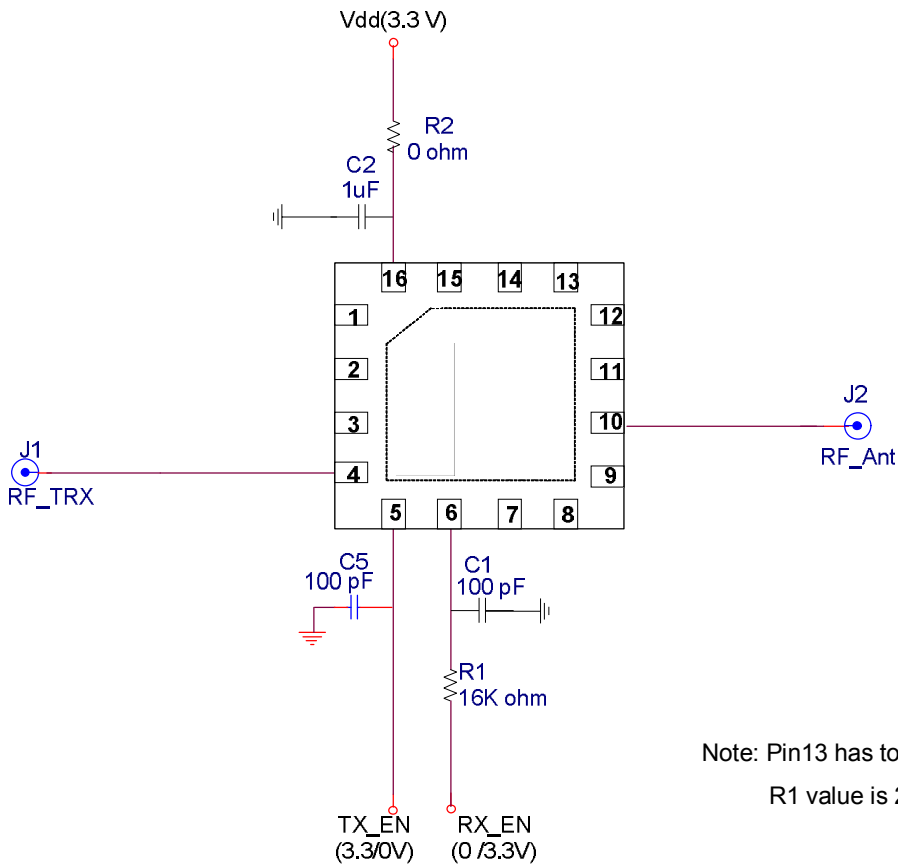 Vdd(3.3 V)
R2
0 ohm
C2
1uF
16 15 14 13
1
2
3
4
12
11
10
9
5 6 7 8
J1
RF_TRX
J2
RF_Ant
C5
100 pF
C1
100 pF
R1
16K ohm
TX_EN
(3.3/0V)
RX_EN
(0 /3.3V)
Note: Pin13 has to
R1 value is 2